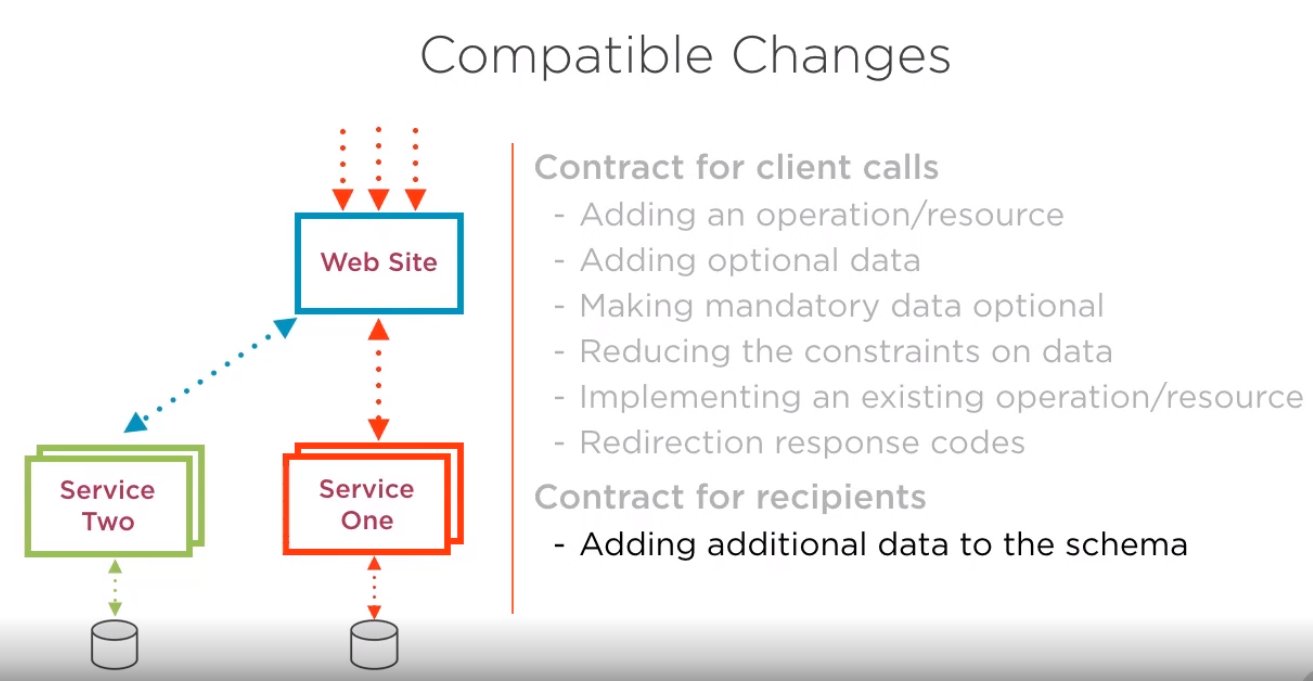 Compatible Changes
Web Site
Service
Two
Service
One
Contract for client calls
- Adding an operation/resource
- Adding optional data
- Making mandatory data optional
- Reducing the constraints on data
- Implementing an existing operation/resource
- Redirection response codes
Contract for recipients
- Adding additional data to the schema